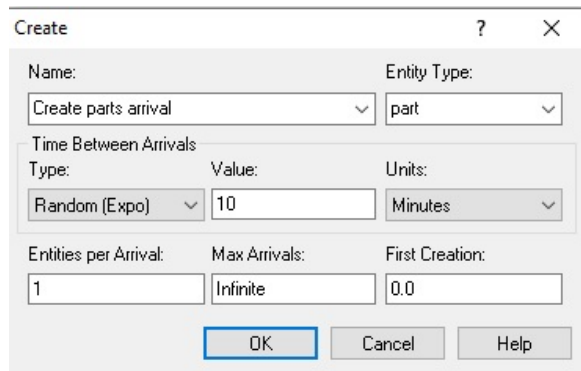 Create ?
Name: Entity Type:
Create parts arrival part
Time Between Arrivals
Type: Value: Units:
Random (Expo) 10 Minutes
Entities per Arrival: Max Arrivals: First Creation:
1 Infinite 0.0
OK Cancel Help